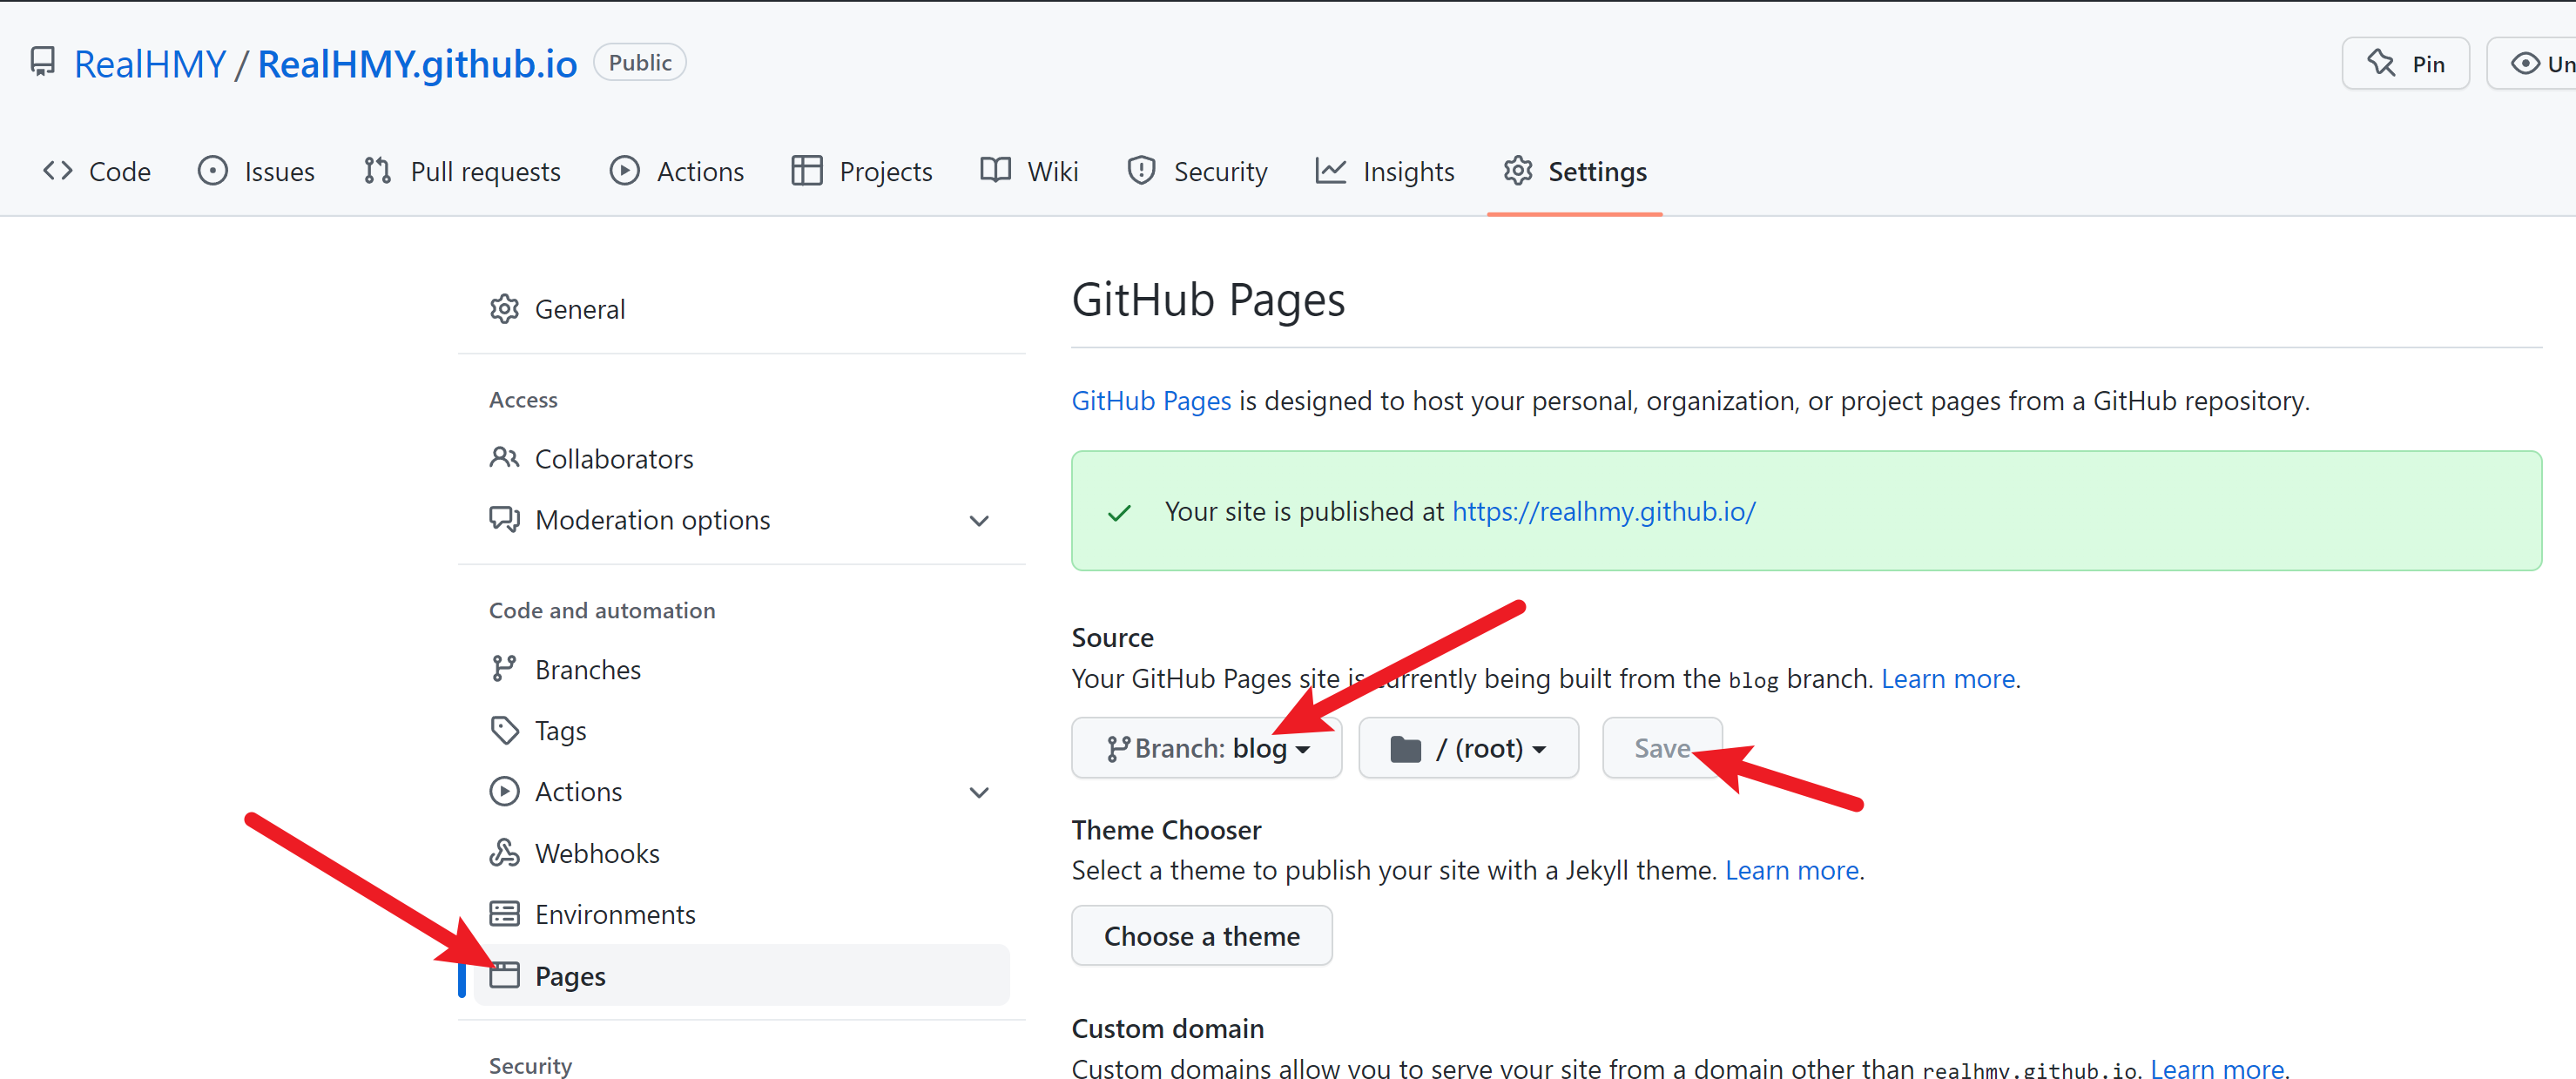 RealHMY / RealHMY.github.io Public Pin Un
Code Issues Pull requests Actions Projects Wiki Security Insights Settings
General
Access
Collaborators
Moderation options
Code and automation
Branches
Tags
Actions
Webhooks
Environments
Pages
Security
GitHub Pages
GitHub Pages is designed to host your personal, organization, or project pages from a GitHub repository.
Your site is published at https://realhmy.github.io/
Source
Your GitHub Pages site is currently being built from the blog branch. Learn more.
Branch: blog / (root) Save
Theme Chooser
Select a theme to publish your site with a Jekyll theme. Learn more.
Choose a theme
Custom domain
Custom domains allow you to serve your site from a domain other than realhmy.github.io. Learn more.